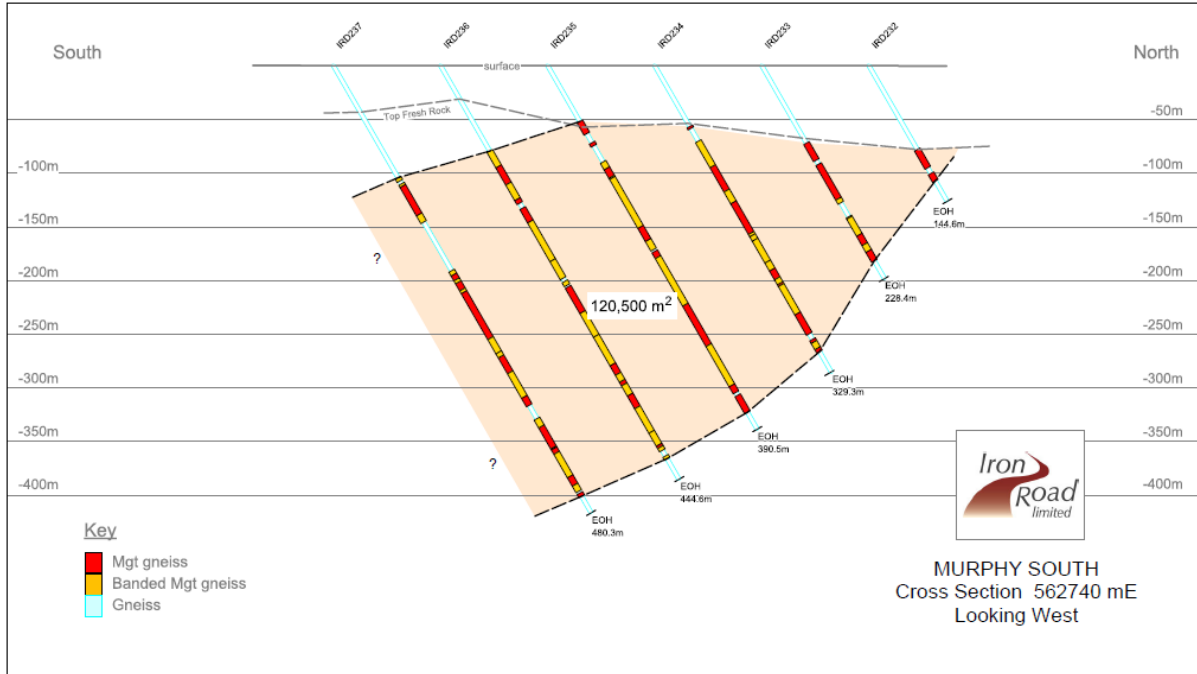 IRD237
IRD236
IRD235
IRD234
IRD233
IRD232
South
North
surface
Top Fresh Rock
-50m
-50m
-100m
-100m
-150m
-150m
-200m
-200m
-250m
-250m
-300m
-300m
-350m
-350m
-400m
-400m
?
?
120,500 m²
EOH
144.6m
EOH
228.4m
EOH
329.3m
EOH
390.5m
EOH
444.6m
EOH
480.3m
Key
Mgt gneiss
Banded Mgt gneiss
Gneiss
Iron
Road
limited
MURPHY SOUTH
Cross Section 562740 mE
Looking West